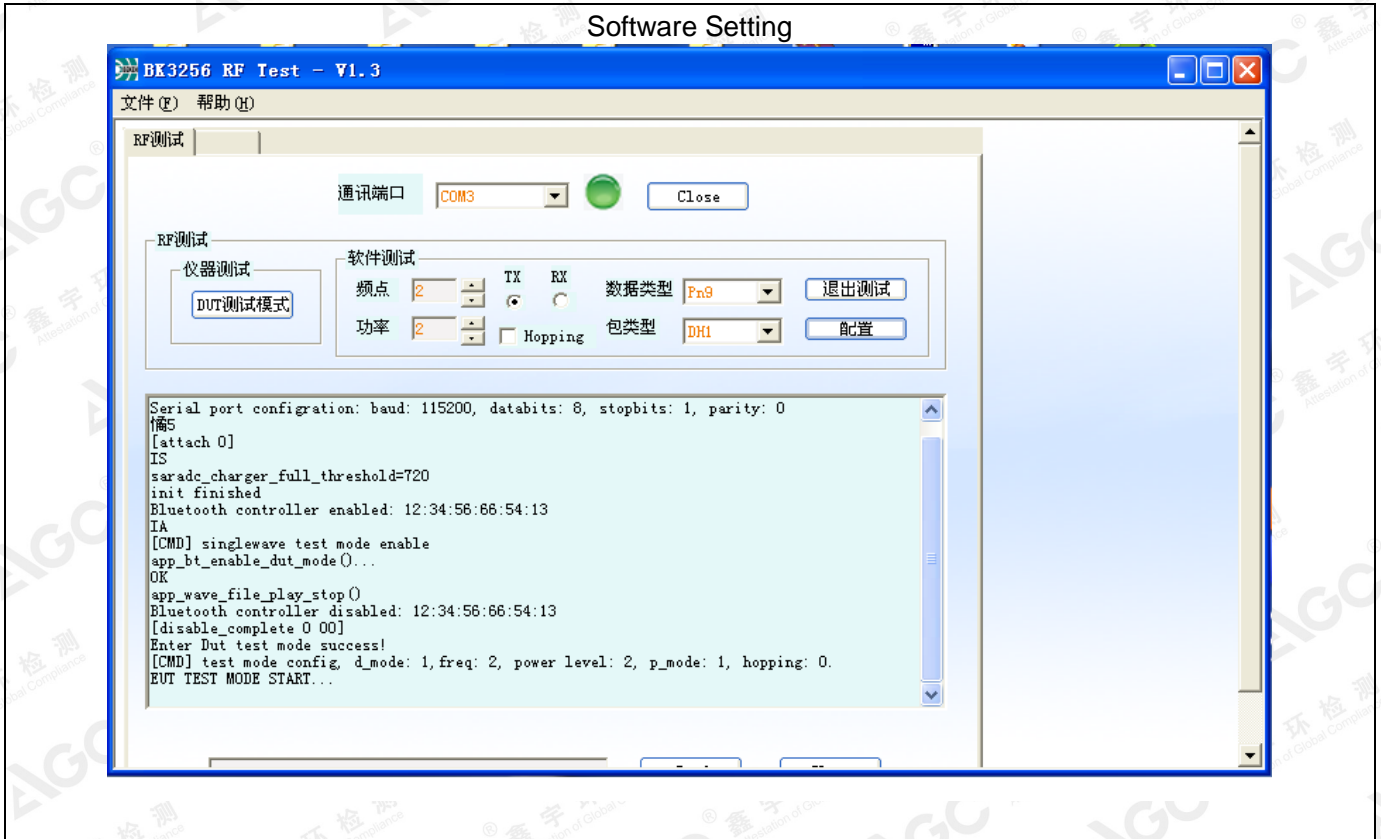 Software Setting
BK3256 RF Test - V1.3
文件(F) 帮助(H)
RF测试
通讯端口 COM3 Close
RF测试
仪器测试
DUT测试模式
软件测试
频点 2 TX RX 数据类型 Pn9 退出测试
功率 2 Hopping 包类型 DH1 配置
Serial port configration: baud: 115200, databits: 8, stopbits: 1, parity: 0
[attach 0]
IS
saradc_charger_full_threshold=720
init finished
Bluetooth controller enabled: 12:34:56:66:54:13
IA
[CMD] singlewave test mode enable
app_bt_enable_dut_mode()...
OK
app_wave_file_play_stop()
Bluetooth controller disabled: 12:34:56:66:54:13
[disable_complete 0 00]
Enter Dut test mode success!
[CMD] test mode config, d_mode: 1,freq: 2, power level: 2, p_mode: 1, hopping: 0.
EUT TEST MODE START...